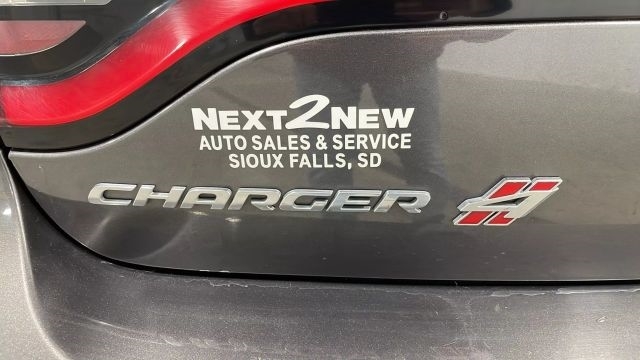 NEXT2NEW
AUTO SALES & SERVICE
SIOUX FALLS, SD
CHARGER